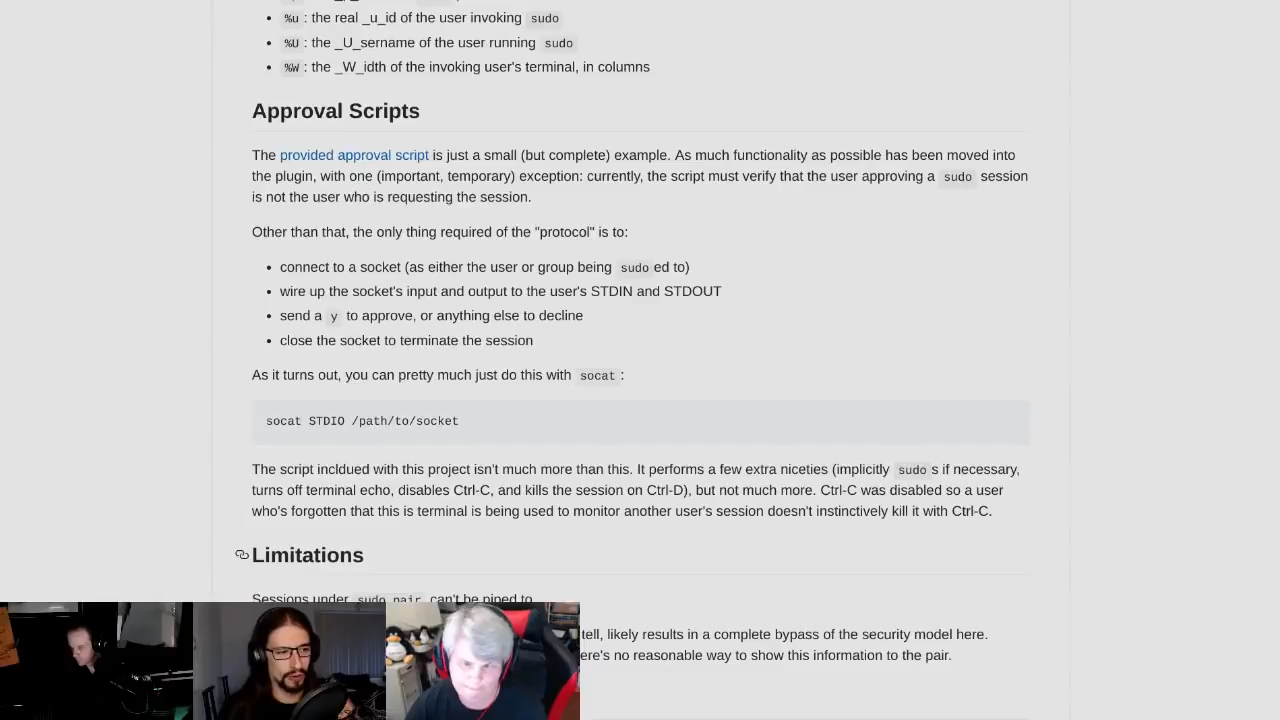 %u : the real _u_id of the user invoking sudo
%U : the _U_sername of the user running sudo
%W : the _W_idth of the invoking user's terminal, in columns
Approval Scripts
The provided approval script is just a small (but complete) example. As much functionality as possible has been moved into
the plugin, with one (important, temporary) exception: currently, the script must verify that the user approving a sudo session
is not the user who is requesting the session.
Other than that, the only thing required of the "protocol" is to:
connect to a socket (as either the user or group being sudo ed to)
wire up the socket's input and output to the user's STDIN and STDOUT
send a y to approve, or anything else to decline
close the socket to terminate the session
As it turns out, you can pretty much just do this with socat :
socat STDIO /path/to/socket
The script incldued with this project isn't much more than this. It performs a few extra niceties (implicitly sudo s if necessary,
turns off terminal echo, disables Ctrl-C, and kills the session on Ctrl-D), but not much more. Ctrl-C was disabled so a user
who's forgotten that this is terminal is being used to monitor another user's session doesn't instinctively kill it with Ctrl-C.
Limitations
Sessions under sudo_pair can't be piped to.
tell, likely results in a complete bypass of the security model here.
ere's no reasonable way to show this information to the pair.